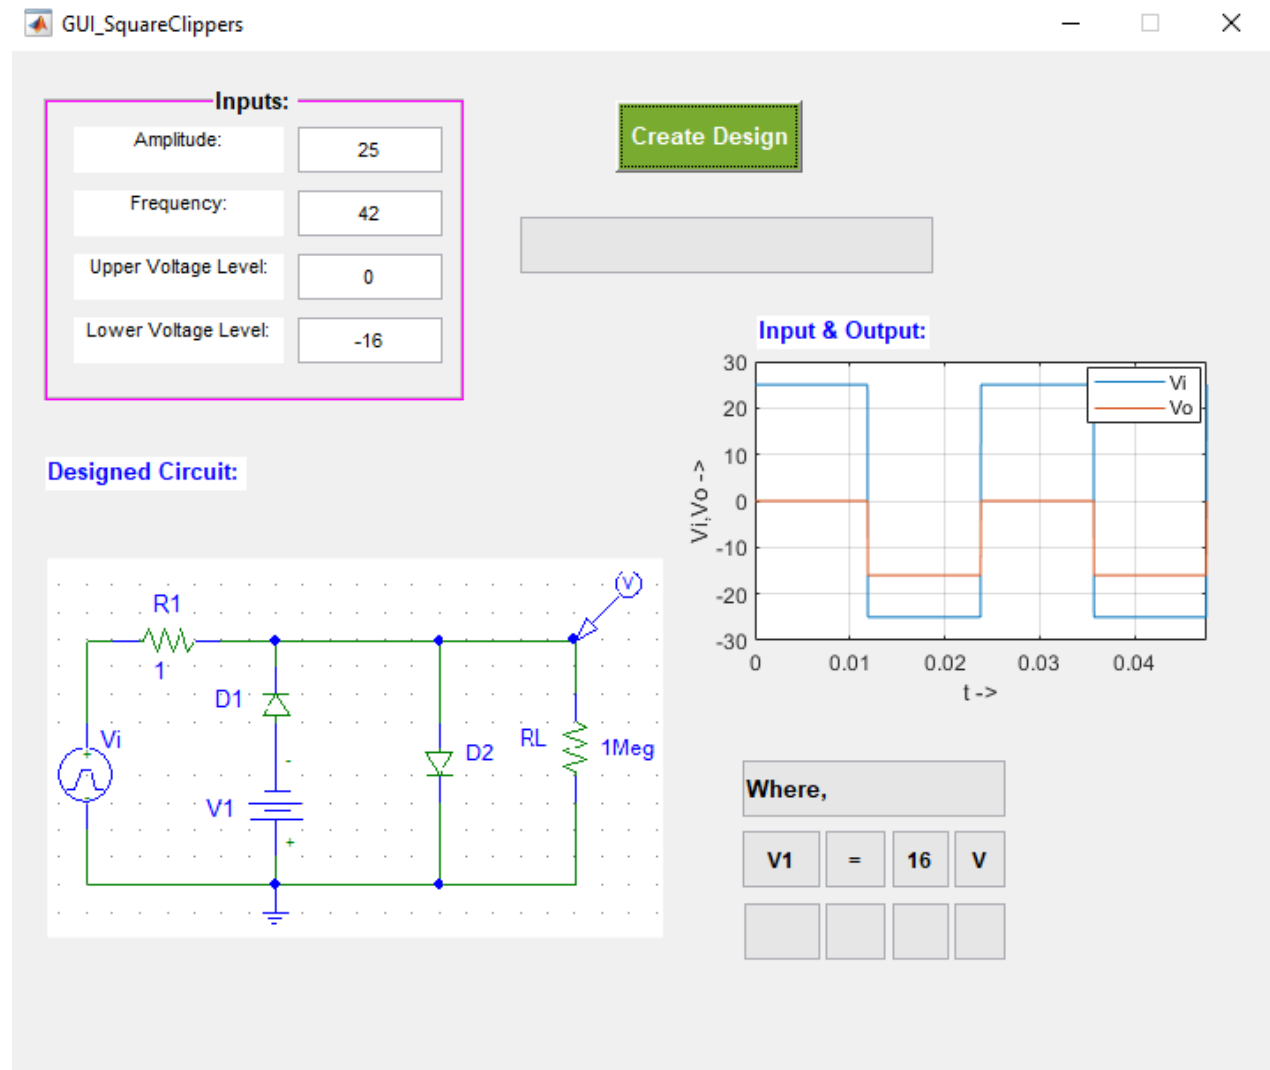 GUI_SquareClippers
Inputs:
Amplitude: 25
Frequency: 42
Upper Voltage Level: 0
Lower Voltage Level: -16
Create Design
Input & Output:
30
20
10
0
-10
-20
-30
Vi,Vo ->
0 0.01 0.02 0.03 0.04
t ->
Vi
Vo
Designed Circuit:
R1
1
D1
Vi
+
-
V1
+
D2
RL
1Meg
V
Where,
V1 = 16 V